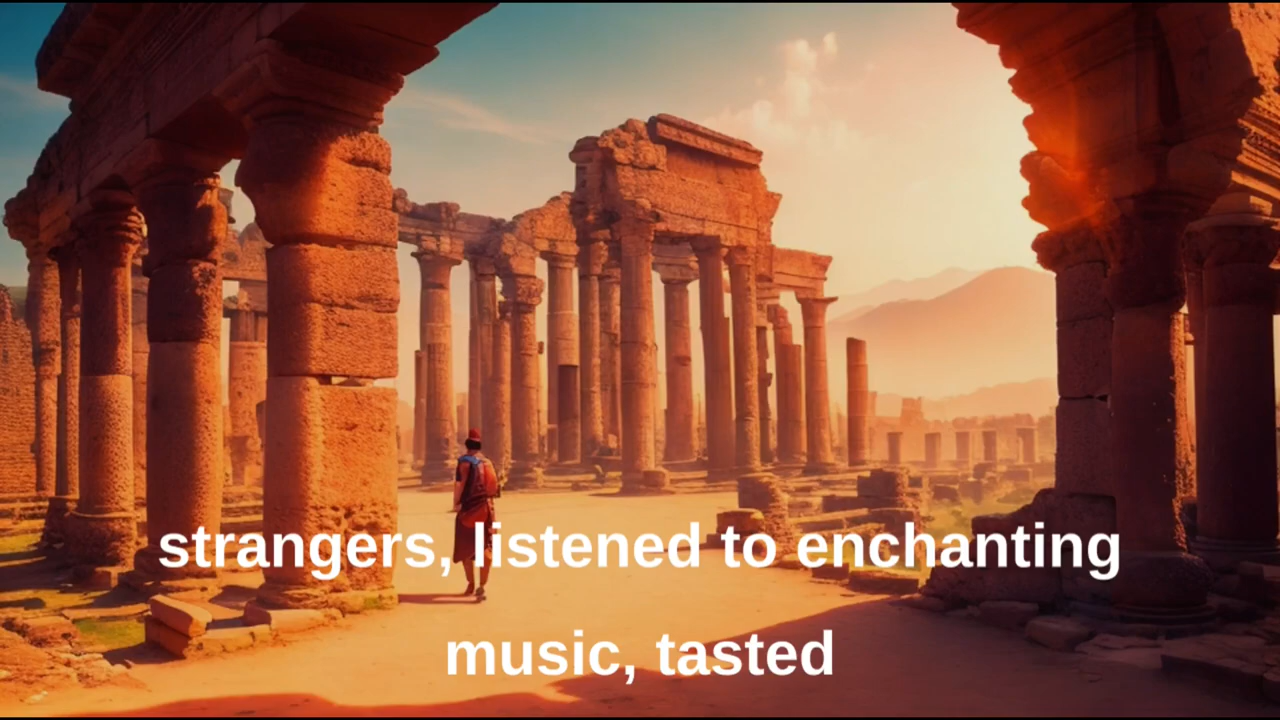 strangers, listened to enchanting
music, tasted